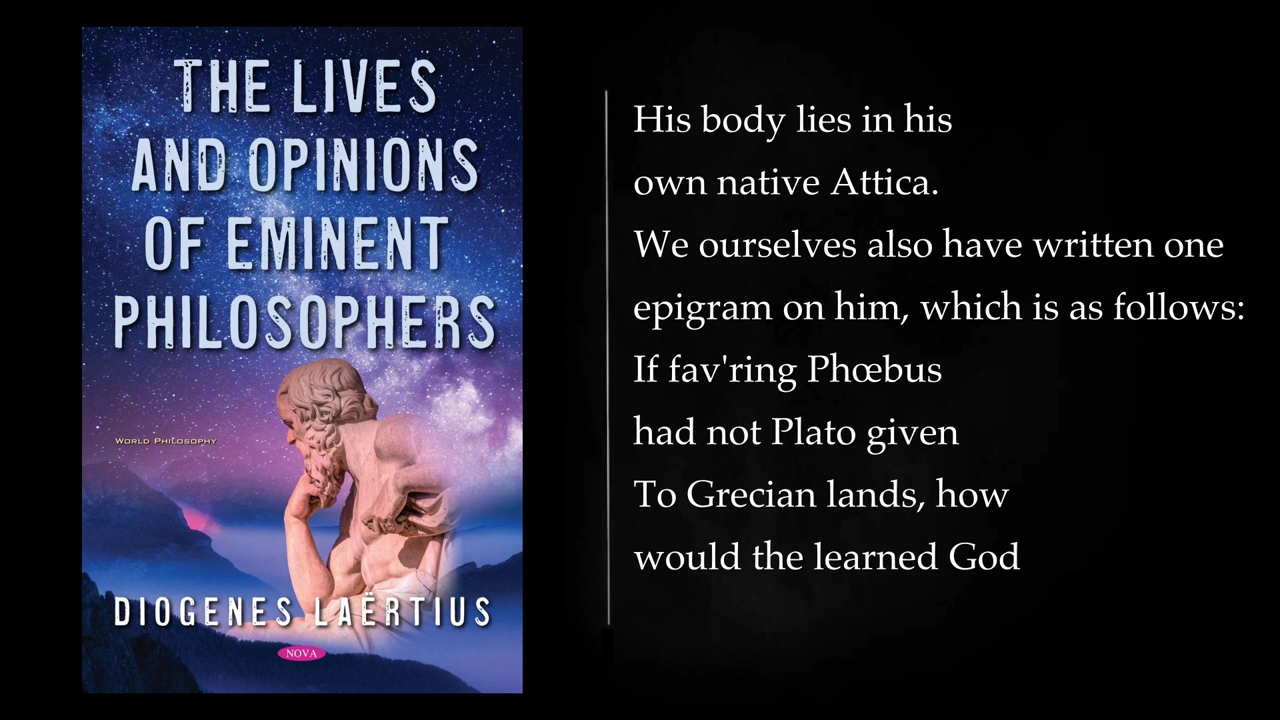 THE LIVES
AND OPINIONS
OF EMINENT
PHILOSOPHERS
WORLD PHILOSOPHY
DIOGENES LAËRTIUS
NOVA
His body lies in his
own native Attica.
We ourselves also have written one
epigram on him, which is as follows:
If fav'ring Phœbus
had not Plato given
To Grecian lands, how
would the learned God